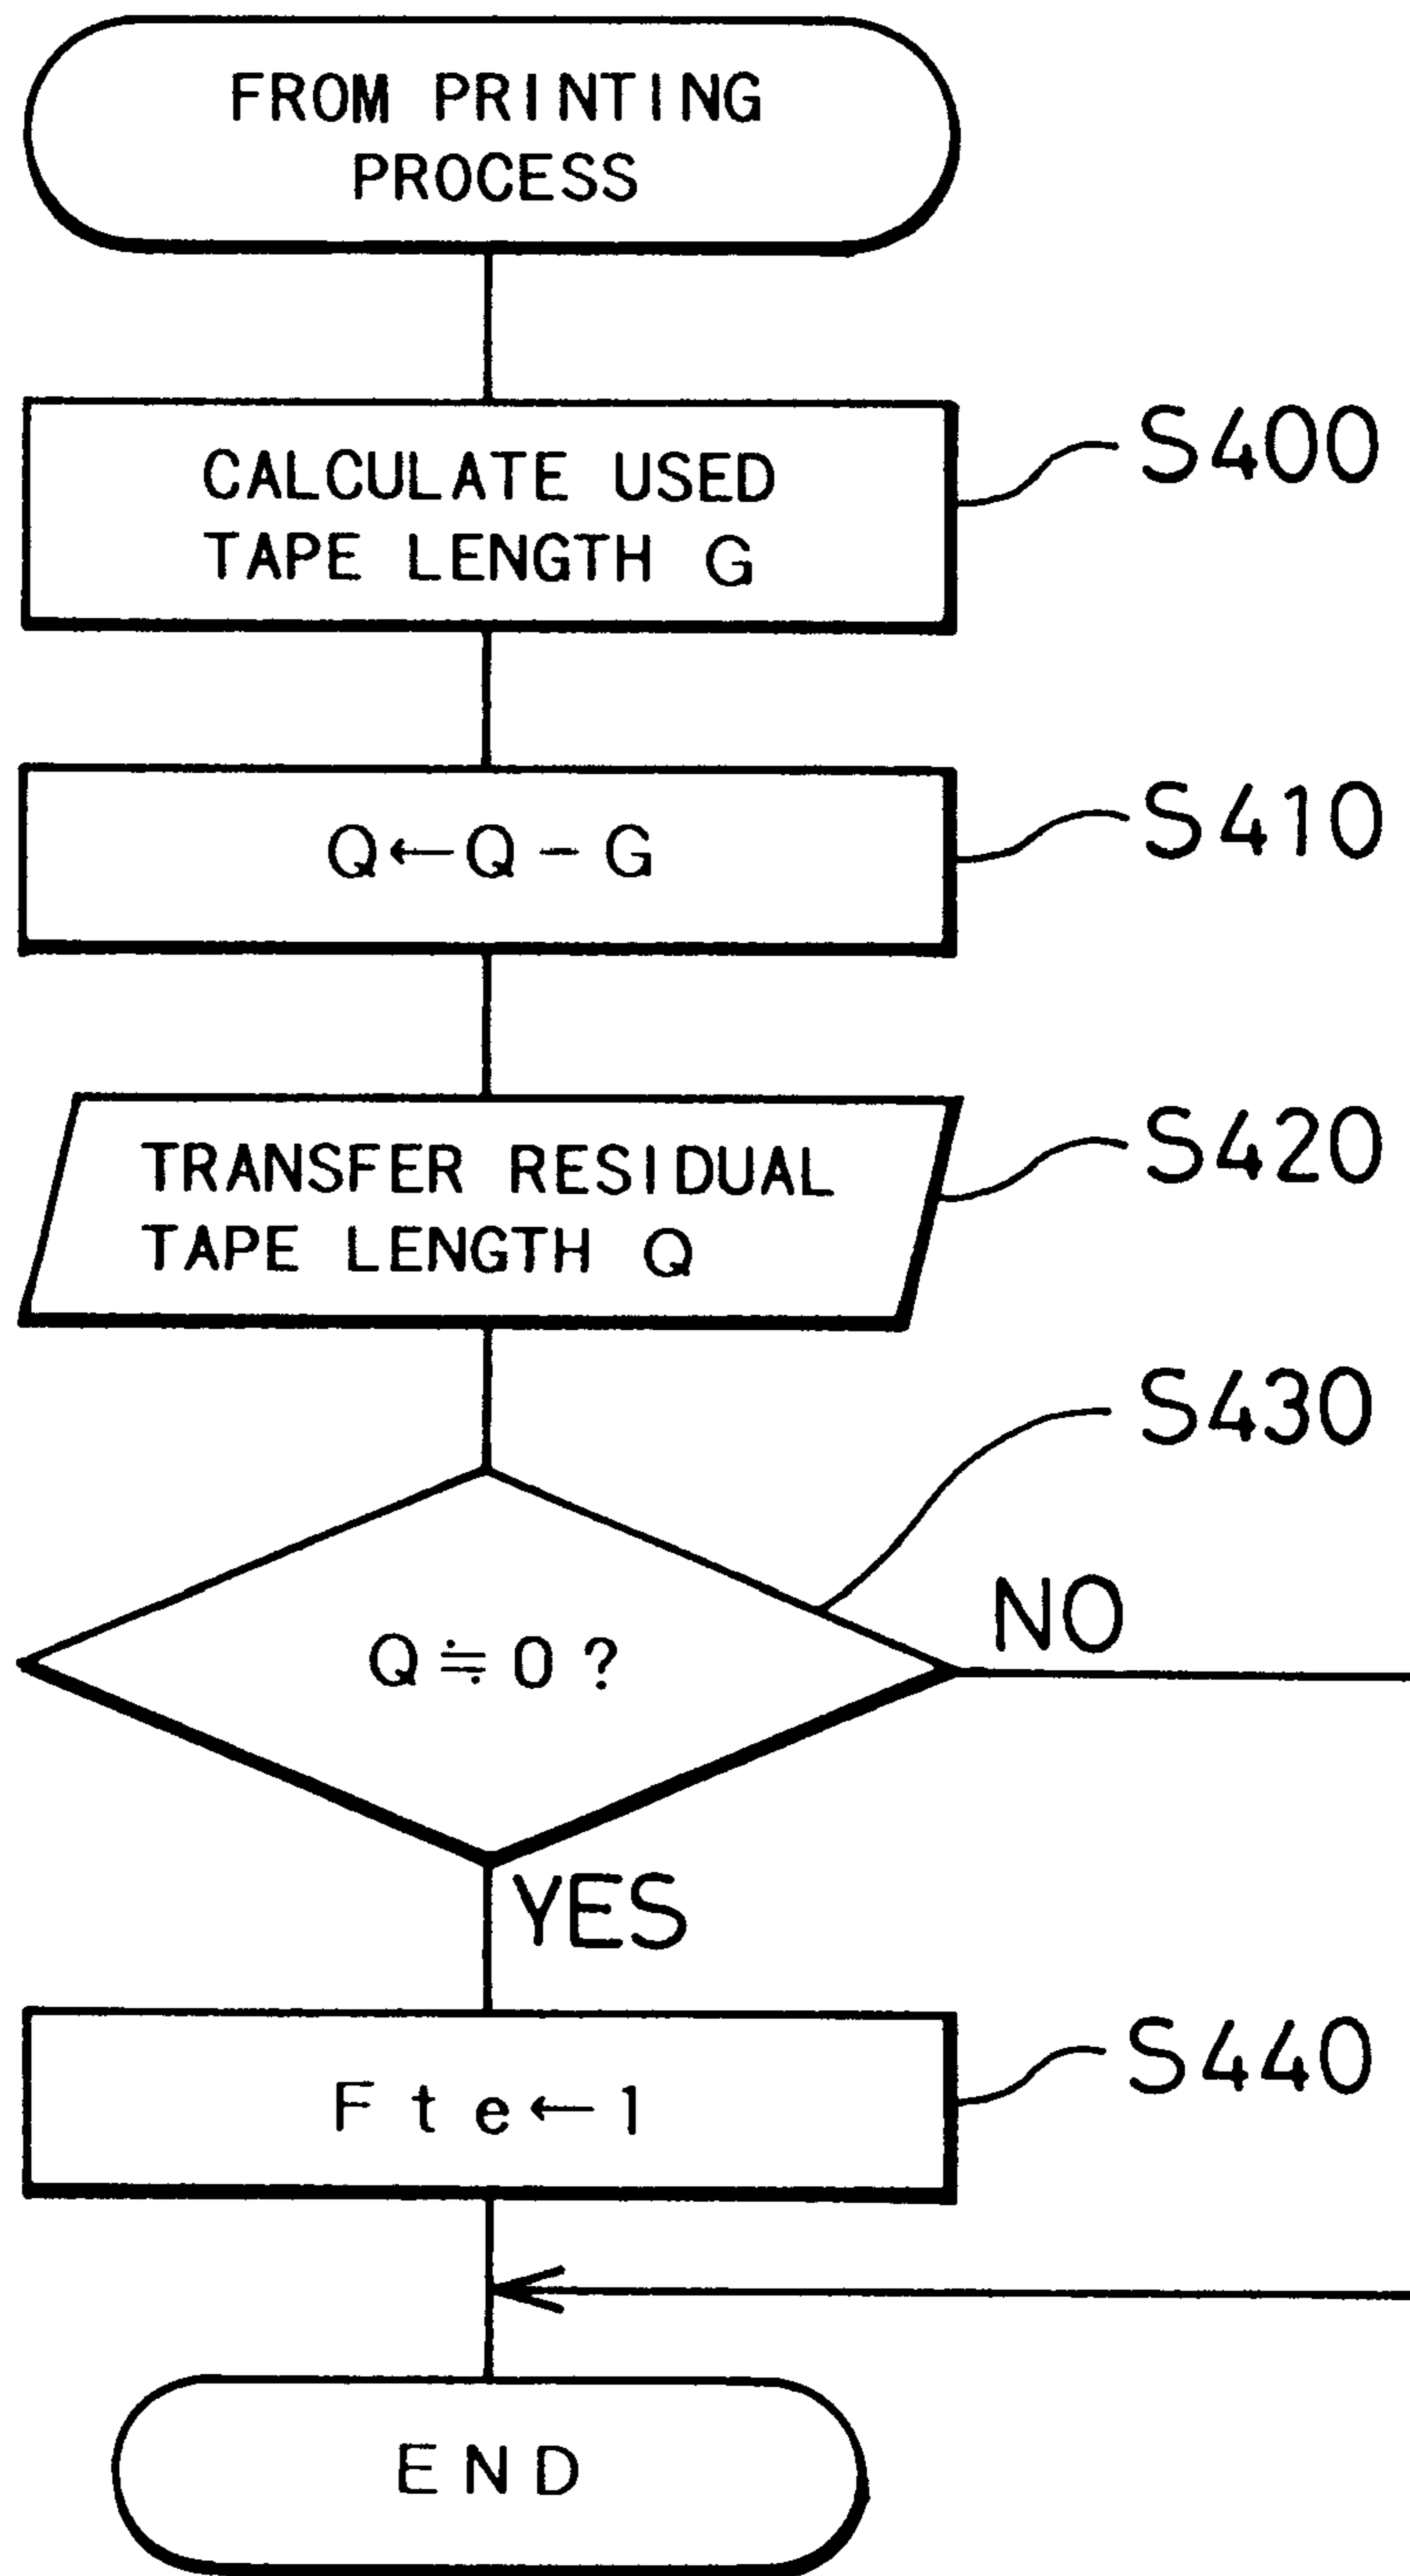 FROM PRINTING
PROCESS
CALCULATE USED
TAPE LENGTH G
S400
Q←Q-G
S410
TRANSFER RESIDUAL
TAPE LENGTH Q
S420
S430
Q≒0?
NO
YES
Fte←1
S440
END